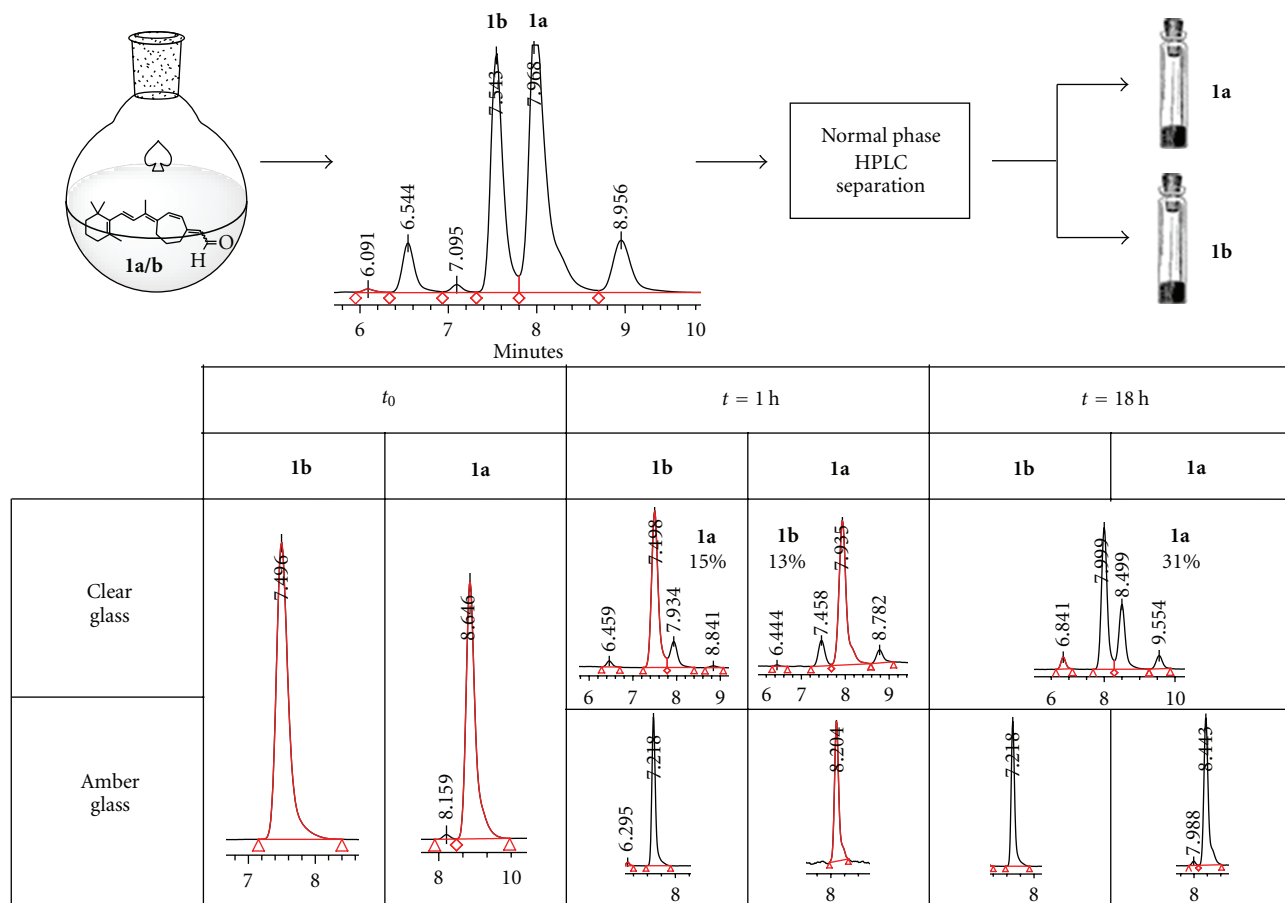 1b
1a
7.543
7.968
6.091
6.544
7.095
8.956
O
H
1a/b
6
7
8
9
10
Minutes
Normal phase
HPLC
separation
1a
1b
t0
t = 1 h
t = 18 h
1b
1a
1b
1a
1b
1a
Clear
glass
7.496
7
8
8.159
8.646
8
10
6.459
7.498
7.934
8.841
1a
15%
6
7
8
9
1b
13%
6.444
7.458
7.935
8.782
6
7
8
9
6.841
7.999
8.499
9.554
1a
31%
6
8
10
Amber
glass
6.295
7.218
8
8.204
8
7.218
8
7.988
8.443
8